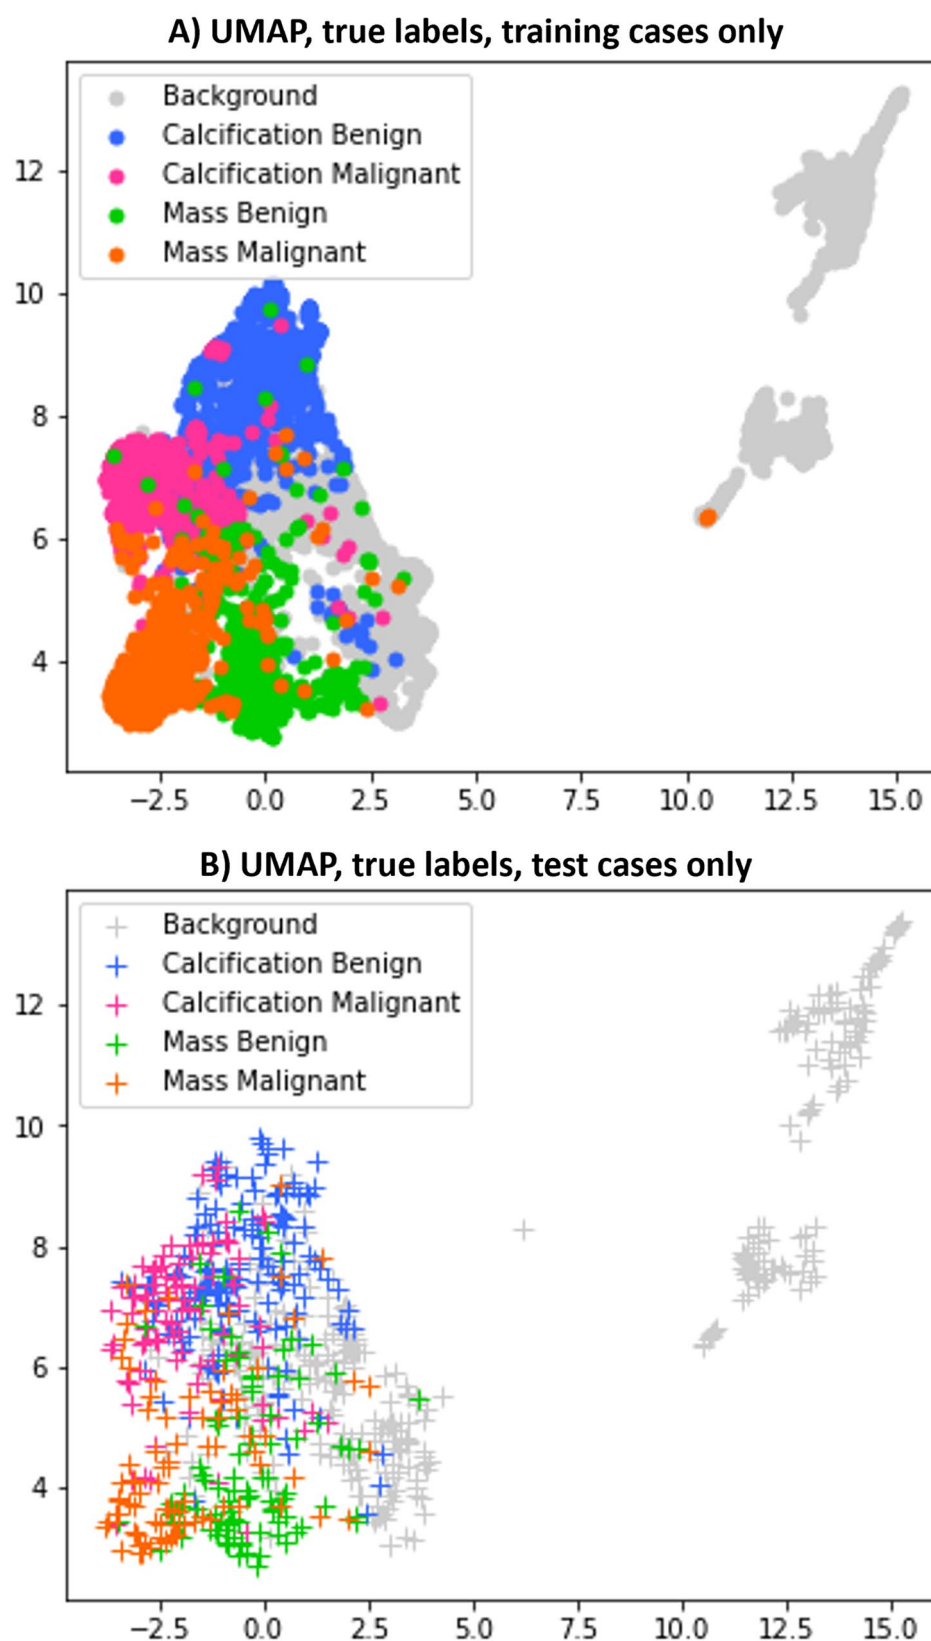 A) UMAP, true labels, training cases only
Background
Calcification Benign
Calcification Malignant
Mass Benign
Mass Malignant
12
10
8
6
4
−2.5 0.0 2.5 5.0 7.5 10.0 12.5 15.0
B) UMAP, true labels, test cases only
Background
Calcification Benign
Calcification Malignant
Mass Benign
Mass Malignant
12
10
8
6
4
−2.5 0.0 2.5 5.0 7.5 10.0 12.5 15.0